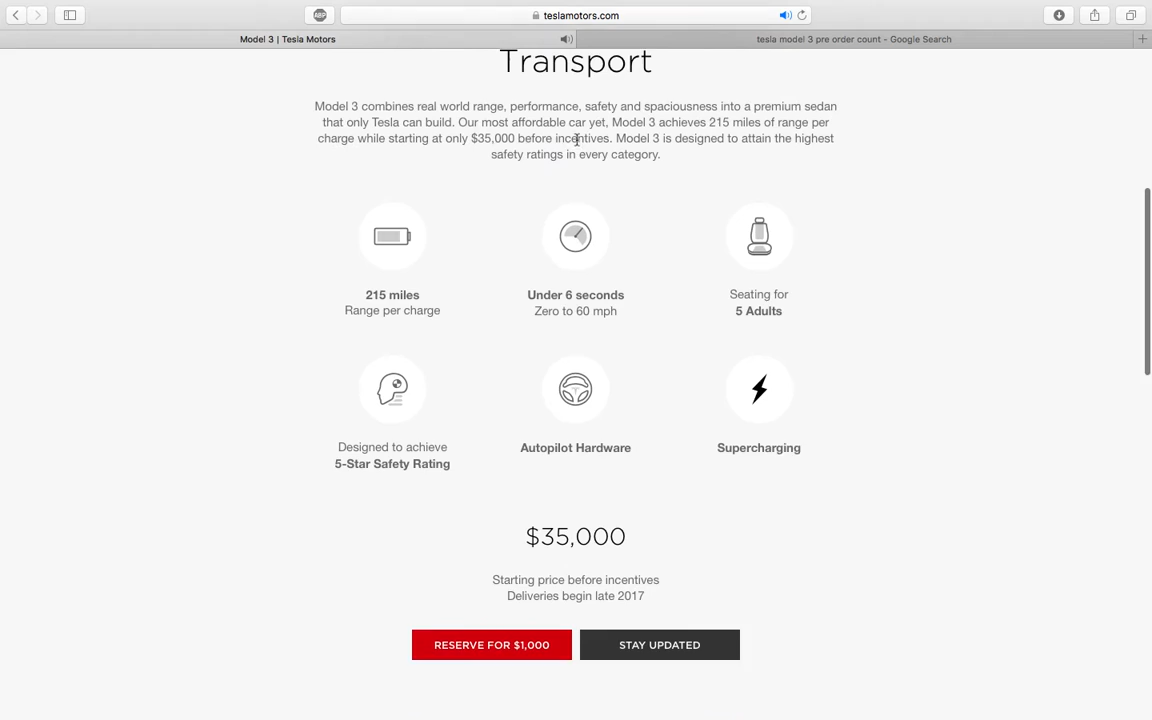 teslamotors.com
Model 3 | Tesla Motors
tesla model 3 pre order count - Google Search
Transport
Model 3 combines real world range, performance, safety and spaciousness into a premium sedan
that only Tesla can build. Our most affordable car yet, Model 3 achieves 215 miles of range per
charge while starting at only $35,000 before incentives. Model 3 is designed to attain the highest
safety ratings in every category.
215 miles
Range per charge
Under 6 seconds
Zero to 60 mph
Seating for
5 Adults
Designed to achieve
5-Star Safety Rating
Autopilot Hardware
Supercharging
$35,000
Starting price before incentives
Deliveries begin late 2017
RESERVE FOR $1,000
STAY UPDATED